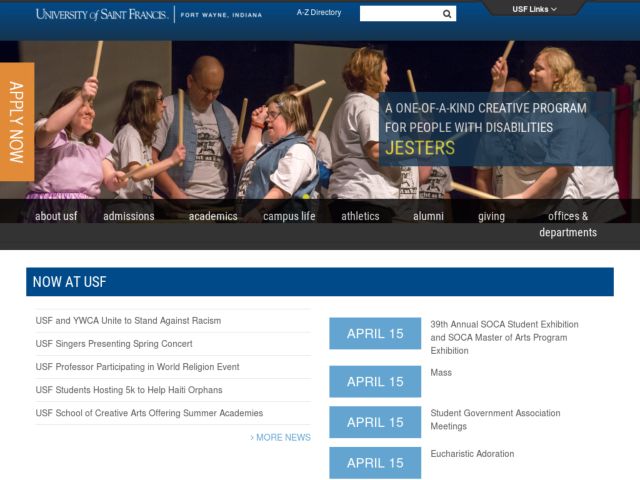 UNIVERSITY OF SAINT FRANCIS. FORT WAYNE, INDIANA
A-Z Directory
USF Links
APPLY NOW
A ONE-OF-A-KIND CREATIVE PROGRAM
FOR PEOPLE WITH DISABILITIES
JESTERS
about usf admissions academics campus life athletics alumni giving offices &
departments
NOW AT USF
USF and YWCA Unite to Stand Against Racism
USF Singers Presenting Spring Concert
USF Professor Participating in World Religion Event
USF Students Hosting 5k to Help Haiti Orphans
USF School of Creative Arts Offering Summer Academies
> MORE NEWS
APRIL 15
39th Annual SOCA Student Exhibition
and SOCA Master of Arts Program
Exhibition
APRIL 15
Mass
APRIL 15
Student Government Association
Meetings
APRIL 15
Eucharistic Adoration